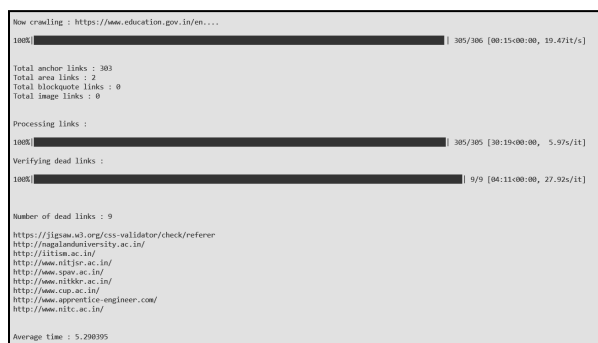 Now crawling : https://www.education.gov.in/en....
100%| | 305/306 [00:15<00:00, 19.47it/s]
Total anchor links : 303
Total area links : 2
Total blockquote links : 0
Total image links : 0
Processing links :
100%| | 305/305 [30:19<00:00, 5.97s/it]
Verifying dead links :
100%| | 9/9 [04:11<00:00, 27.92s/it]
Number of dead links : 9
https://jigsaw.w3.org/css-validator/check/referer
http://nagalanduniversity.ac.in/
http://iitism.ac.in/
http://www.nitjsr.ac.in/
http://www.spav.ac.in/
http://www.nitkkr.ac.in/
http://www.cup.ac.in/
http://www.apprentice-engineer.com/
http://www.nitc.ac.in/
Average time : 5.290395